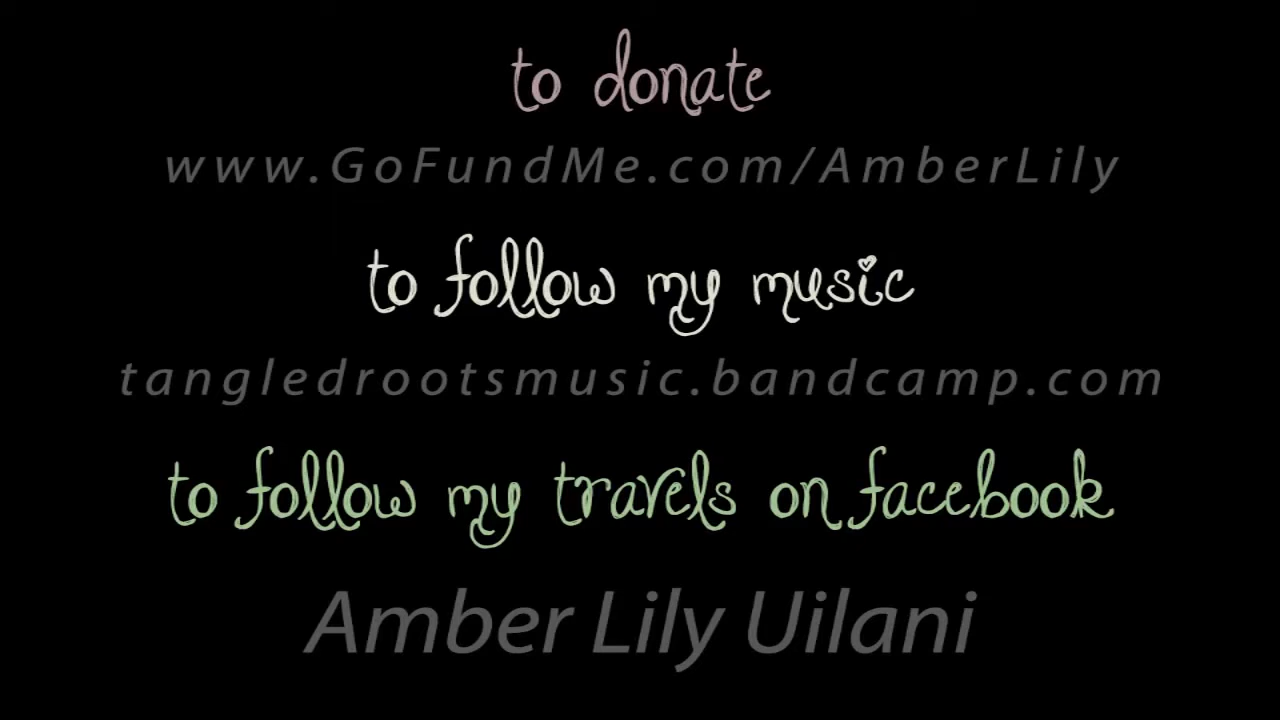 to donate
www.GoFundMe.com/AmberLily
to follow my music
tangledrootsmusic.bandcamp.com
to follow my travels on facebook
Amber Lily Uilani